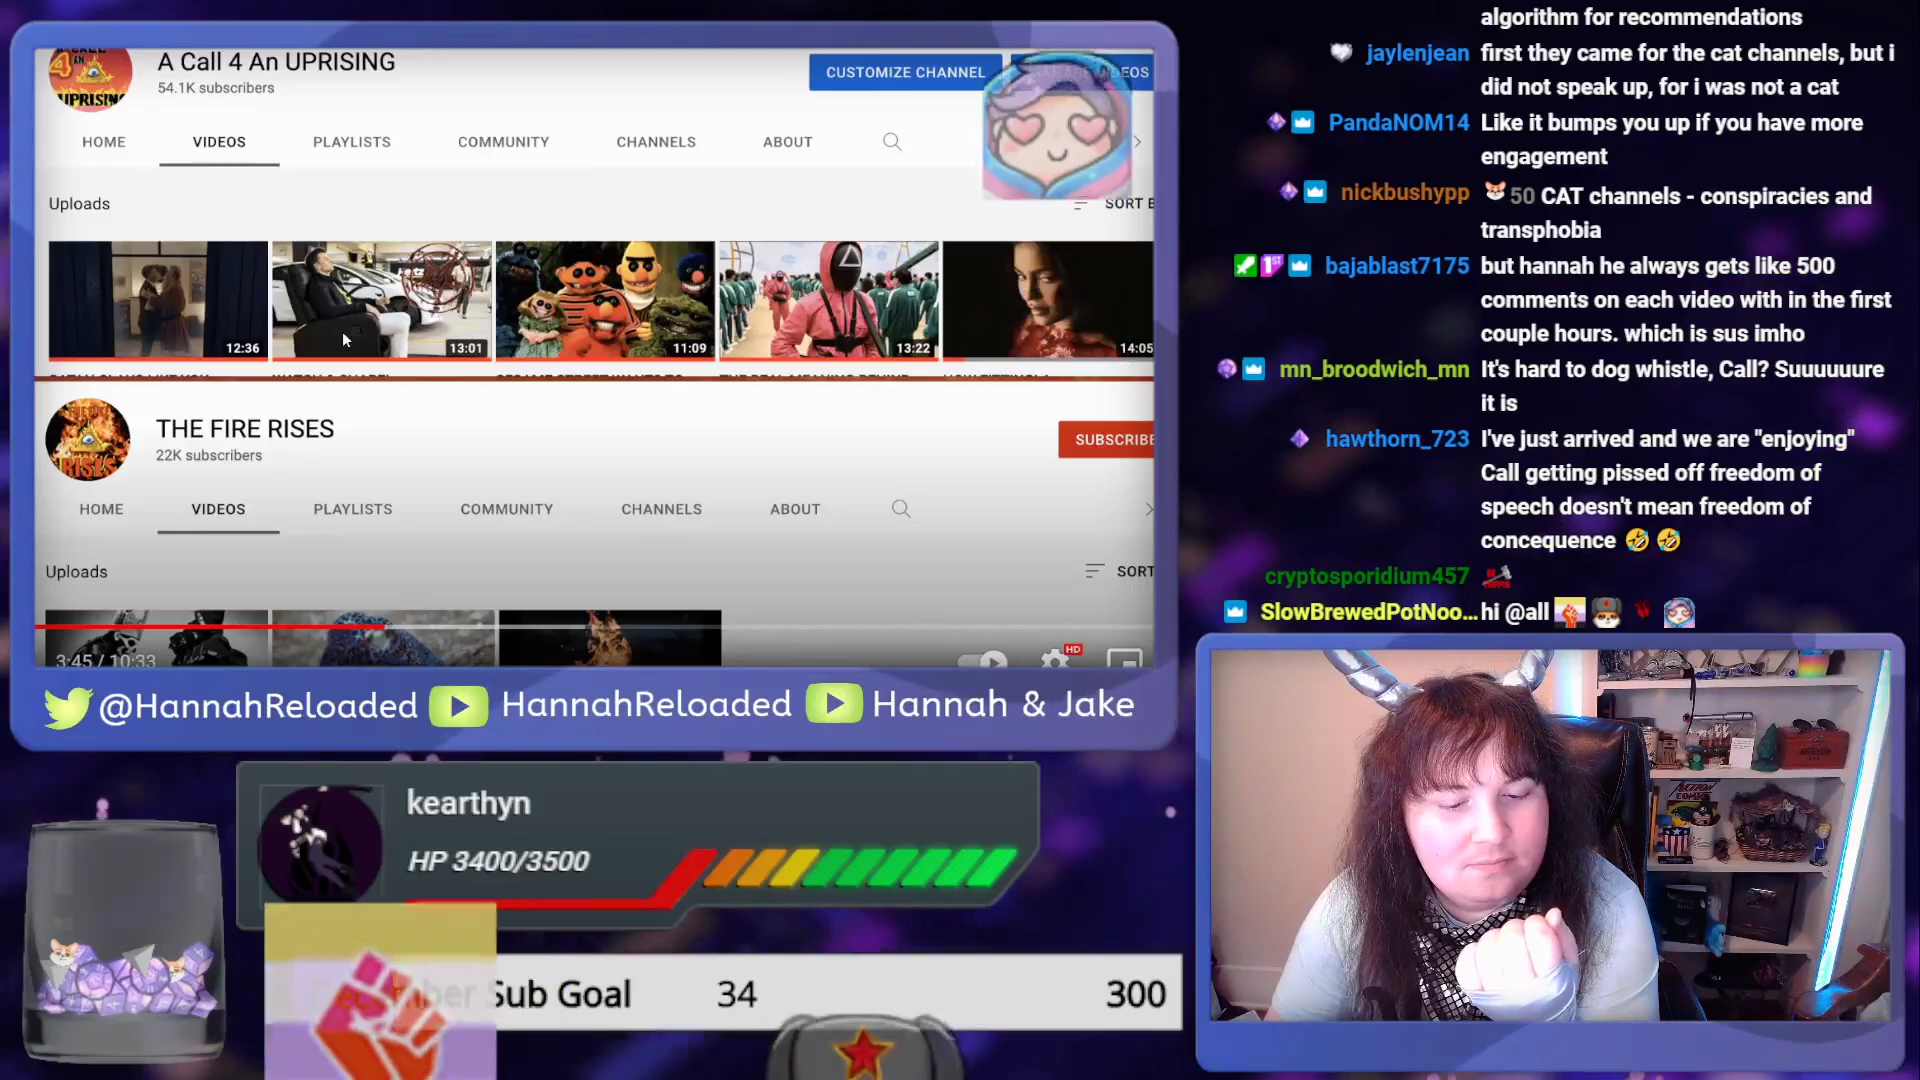 A Call 4 An UPRISING
54.1K subscribers
CUSTOMIZE CHANNEL
HOME VIDEOS PLAYLISTS COMMUNITY CHANNELS ABOUT
Uploads
SORT B
12:36
13:01
11:09
13:22
14:05
THE FIRE RISES
22K subscribers
SUBSCRIBE
HOME VIDEOS PLAYLISTS COMMUNITY CHANNELS ABOUT
Uploads
SORT
3:45 / 10:33
HD
@HannahReloaded HannahReloaded Hannah & Jake
kearthyn
HP 3400/3500
Sub Goal 34 300
algorithm for recommendations
jaylenjean first they came for the cat channels, but i
did not speak up, for i was not a cat
PandaNOM14 Like it bumps you up if you have more
engagement
nickbushypp 50 CAT channels - conspiracies and
transphobia
1ST
bajablast7175 but hannah he always gets like 500
comments on each video with in the first
couple hours. which is sus imho
mn_broodwich_mn It's hard to dog whistle, Call? Suuuuuure
it is
hawthorn_723 I've just arrived and we are "enjoying"
Call getting pissed off freedom of
speech doesn't mean freedom of
concequence 🤣 🤣
cryptosporidium457
SlowBrewedPotNoo... hi @all
ACTION
COMICS